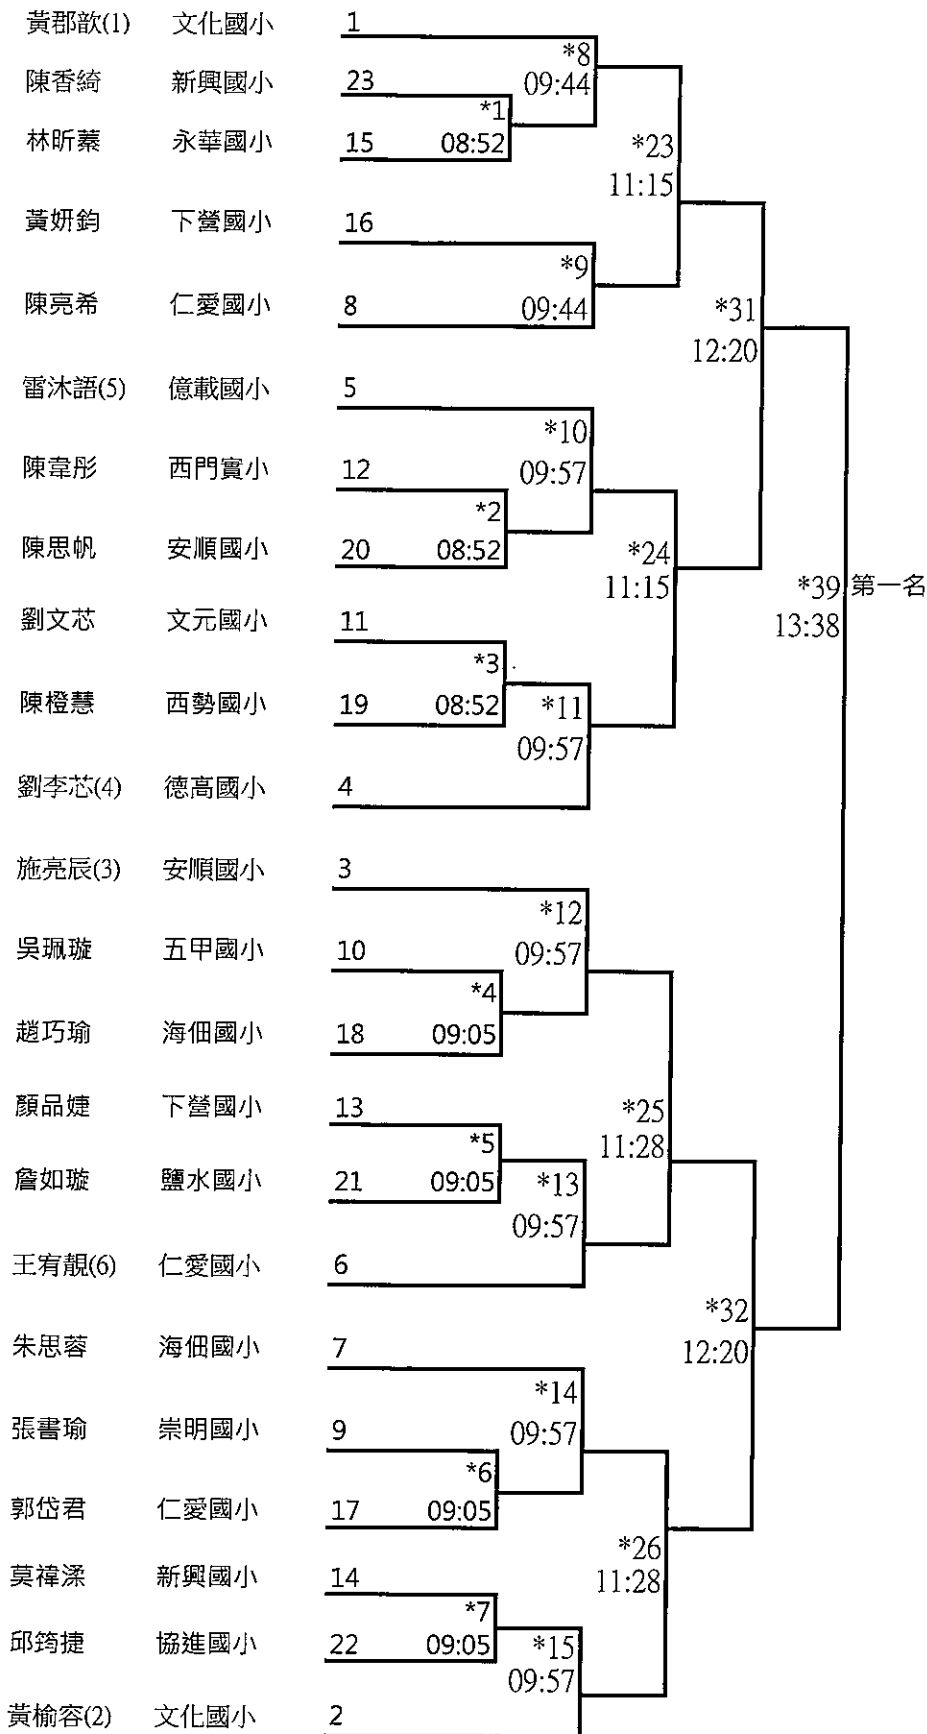 黃郡歆(1) 文化國小 1
*8
陳香綺 新興國小 23 09:44
*1
林昕蓁 永華國小 15 08:52 *23
11:15
黃妍鈞 下營國小 16
*9
陳亮希 仁愛國小 8 09:44 *31
12:20
雷沐語(5) 億載國小 5
*10
陳韋彤 西門實小 12 09:57
*2
陳思帆 安順國小 20 08:52 *24
11:15 *39 第一名
劉文芯 文元國小 11 13:38
*3
陳橙慧 西勢國小 19 08:52 *11
09:57
劉李芯(4) 德高國小 4
施亮辰(3) 安順國小 3
*12
吳珮璇 五甲國小 10 09:57
*4
趙巧瑜 海佃國小 18 09:05
顏品婕 下營國小 13 *25
*5 11:28
詹如璇 鹽水國小 21 09:05 *13
09:57
王宥靚(6) 仁愛國小 6
*32
朱思蓉 海佃國小 7 12:20
*14
張書瑜 崇明國小 9 09:57
*6
郭岱君 仁愛國小 17 09:05
*26
莫禕渘 新興國小 14 11:28
*7
邱筠捷 協進國小 22 09:05 *15
09:57
黃榆容(2) 文化國小 2